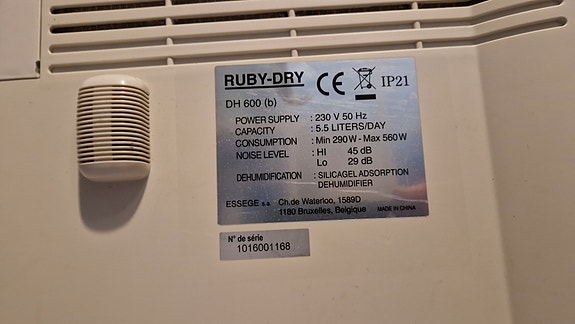 RUBY-DRY
CE
IP21
DH 600 (b)
POWER SUPPLY : 230 V 50 Hz
CAPACITY : 5.5 LITERS/DAY
CONSUMPTION : Min 290W - Max 560W
NOISE LEVEL : HI 45 dB
Lo 29 dB
DEHUMIDIFICATION : SILICAGEL ADSORPTION
DEHUMIDIFIER
ESSEGE s.a Ch.de Waterloo, 1589D
1180 Bruxelles, Belgique MADE IN CHINA
N° de série
1016001168